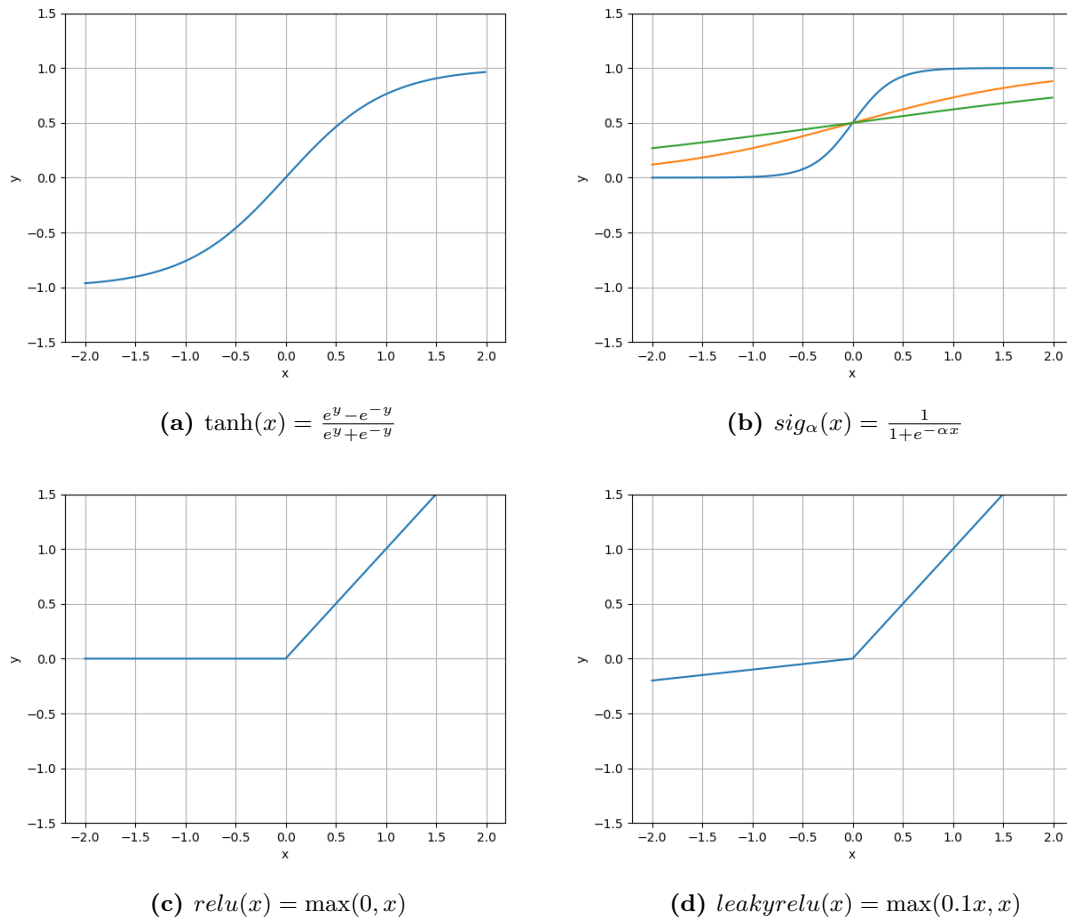 1.5
1.0
0.5
0.0
−0.5
−1.0
−1.5
y
−2.0 −1.5 −1.0 −0.5 0.0 0.5 1.0 1.5 2.0
x
(a) tanh(x) = \frac{e^y − e^{−y}}{e^y + e^{−y}}
1.5
1.0
0.5
0.0
−0.5
−1.0
−1.5
y
−2.0 −1.5 −1.0 −0.5 0.0 0.5 1.0 1.5 2.0
x
(b) sig_α(x) = \frac{1}{1+e^{−αx}}
1.5
1.0
0.5
0.0
−0.5
−1.0
−1.5
y
−2.0 −1.5 −1.0 −0.5 0.0 0.5 1.0 1.5 2.0
x
(c) relu(x) = max(0, x)
1.5
1.0
0.5
0.0
−0.5
−1.0
−1.5
y
−2.0 −1.5 −1.0 −0.5 0.0 0.5 1.0 1.5 2.0
x
(d) leakyrelu(x) = max(0.1x, x)